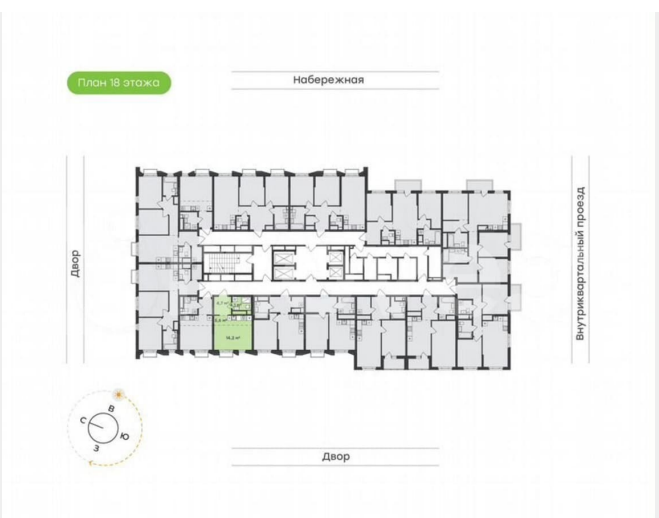 План 18 этажа
Набережная
Двор
Внутриквартальный проезд
16,2 м²
В
С
Ю
З
Двор